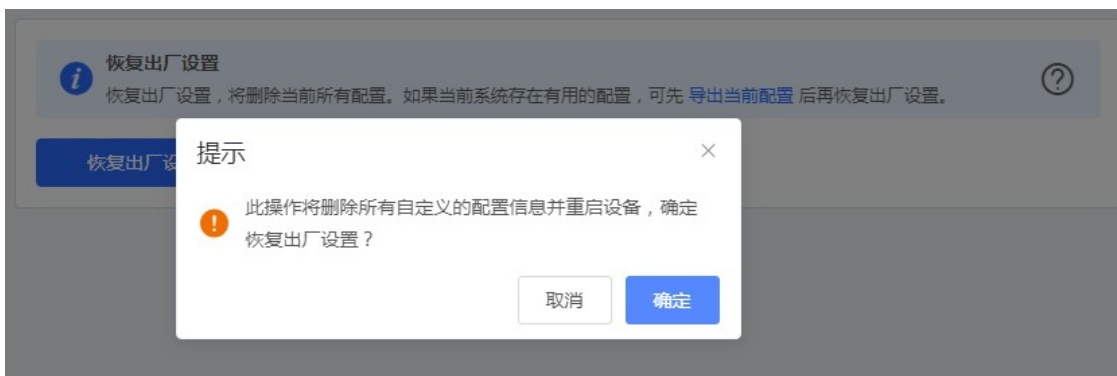 恢复出厂设置
恢复出厂设置，将删除当前所有配置。如果当前系统存在有用的配置，可先 导出当前配置 后再恢复出厂设置。
恢复出厂设
提示
此操作将删除所有自定义的配置信息并重启设备，确定
恢复出厂设置？
取消
确定